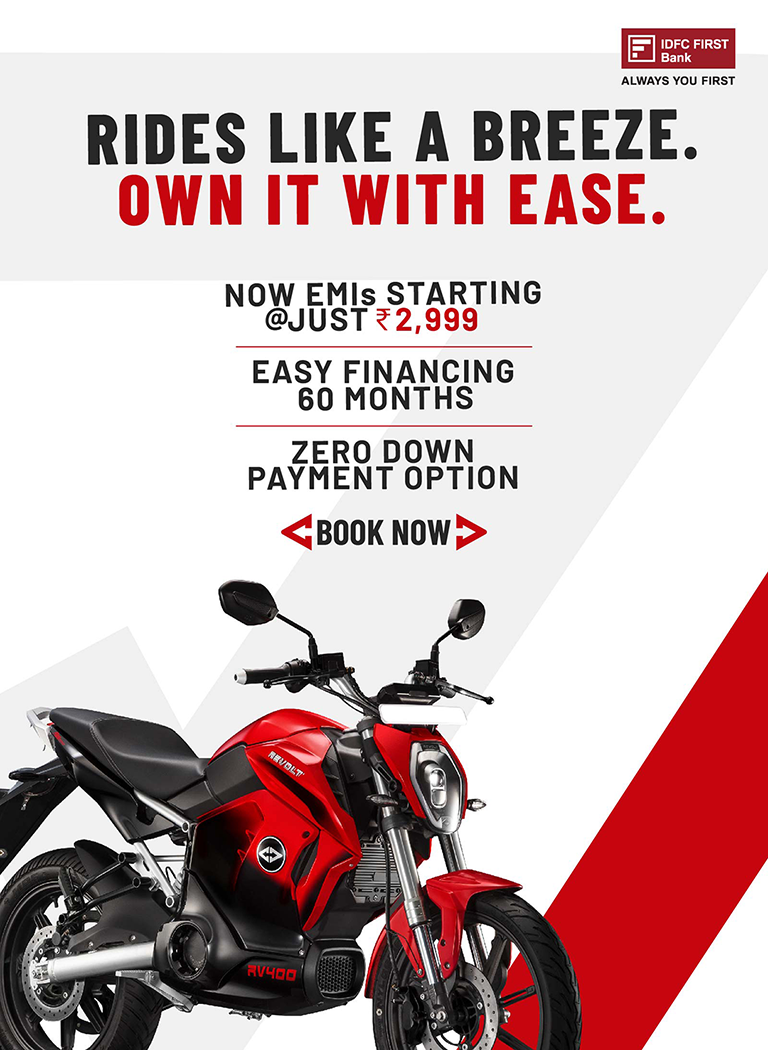 IDFC FIRST
Bank
ALWAYS YOU FIRST
RIDES LIKE A BREEZE.
OWN IT WITH EASE.
NOW EMIs STARTING
@JUST ₹2,999
EASY FINANCING
60 MONTHS
ZERO DOWN
PAYMENT OPTION
BOOK NOW
REVOLT
RV400